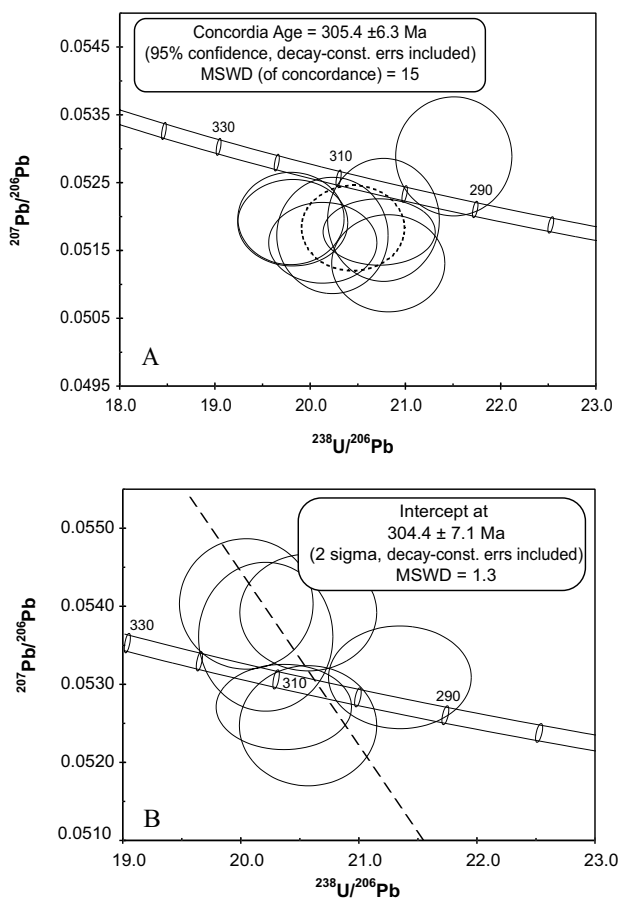 Concordia Age = 305.4 ±6.3 Ma
(95% confidence, decay-const. errs included)
MSWD (of concordance) = 15
0.0545
0.0535
0.0525
0.0515
0.0505
0.0495
²⁰⁷Pb/²⁰⁶Pb
330
310
290
A
18.0 19.0 20.0 21.0 22.0 23.0
²³⁸U/²⁰⁶Pb
Intercept at
304.4 ± 7.1 Ma
(2 sigma, decay-const. errs included)
MSWD = 1.3
0.0550
0.0540
0.0530
0.0520
0.0510
²⁰⁷Pb/²⁰⁶Pb
330
310
290
B
19.0 20.0 21.0 22.0 23.0
²³⁸U/²⁰⁶Pb